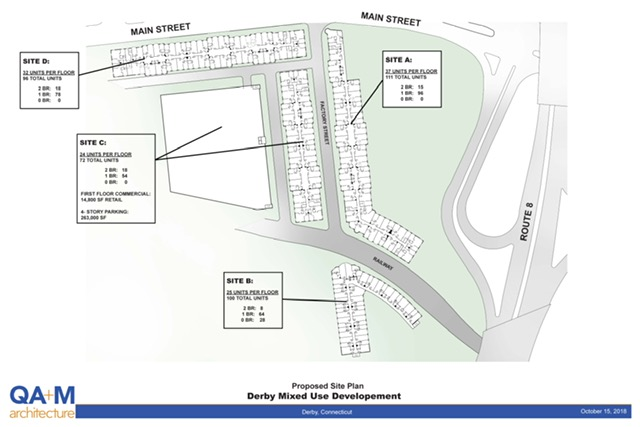 MAIN STREET
MAIN STREET
SITE D:
32 UNITS PER FLOOR
96 TOTAL UNITS
2 BR: 18
1 BR: 78
0 BR: 0
SITE A:
37 UNITS PER FLOOR
111 TOTAL UNITS
2 BR: 15
1 BR: 96
0 BR: 0
FACTORY STREET
SITE C:
24 UNITS PER FLOOR
72 TOTAL UNITS
2 BR: 18
1 BR: 54
0 BR: 0
FIRST FLOOR COMMERCIAL:
14,800 SF RETAIL
4- STORY PARKING:
263,000 SF
ROUTE 8
RAILWAY
SITE B:
25 UNITS PER FLOOR
100 TOTAL UNITS
2 BR: 8
1 BR: 64
0 BR: 28
Proposed Site Plan
Derby Mixed Use Developement
QA+M
architecture
Derby, Connecticut
October 15, 2018